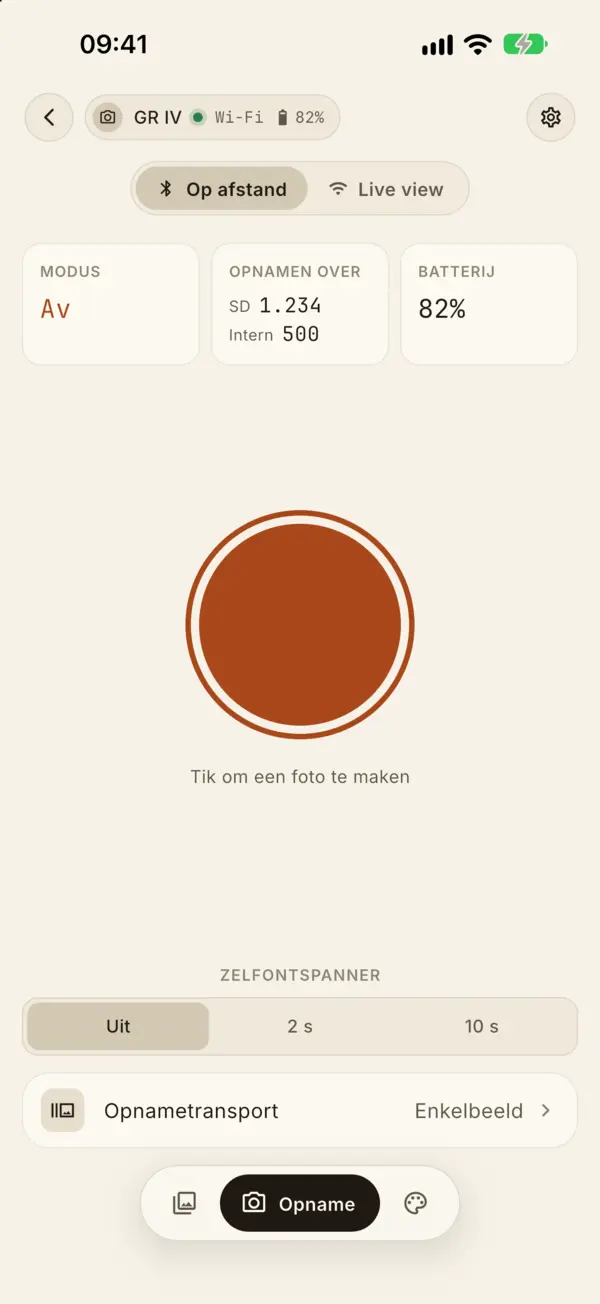 09:41
GR IV Wi-Fi 82%
Op afstand Live view
MODUS
Av
OPNAMEN OVER
SD 1.234
Intern 500
BATTERIJ
82%
Tik om een foto te maken
ZELFONTSPANNER
Uit 2 s 10 s
Opnametransport Enkelbeeld
Opname